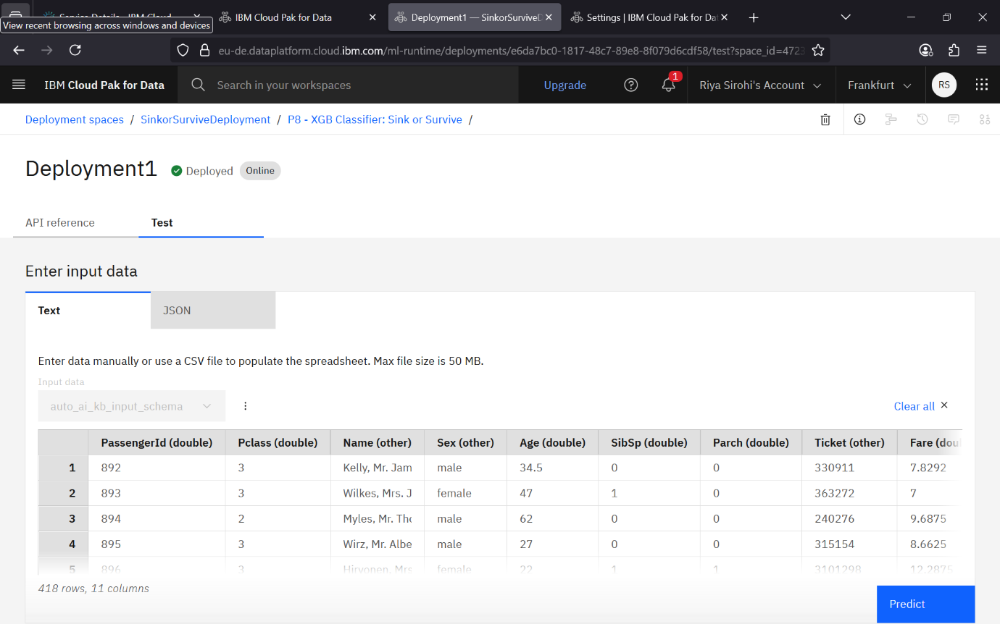 Service Details - IBM Cloud
View recent browsing across windows and devices
IBM Cloud Pak for Data
Deployment1 — SinkorSurviveD
Settings | IBM Cloud Pak for Dat
eu-de.dataplatform.cloud.ibm.com/ml-runtime/deployments/e6da7bc0-1817-48c7-89e8-8f079d6cdf58/test?space_id=4723
IBM Cloud Pak for Data
Search in your workspaces
Upgrade
1
Riya Sirohi's Account
Frankfurt
RS
Deployment spaces / SinkorSurviveDeployment / P8 - XGB Classifier: Sink or Survive /
Deployment1
Deployed
Online
API reference
Test
Enter input data
Text
JSON
Enter data manually or use a CSV file to populate the spreadsheet. Max file size is 50 MB.
Input data
auto_ai_kb_input_schema
Clear all
PassengerId (double) Pclass (double) Name (other) Sex (other) Age (double) SibSp (double) Parch (double) Ticket (other) Fare (doul
1 892 3 Kelly, Mr. Jam male 34.5 0 0 330911 7.8292
2 893 3 Wilkes, Mrs. J female 47 1 0 363272 7
3 894 2 Myles, Mr. Tho male 62 0 0 240276 9.6875
4 895 3 Wirz, Mr. Albe male 27 0 0 315154 8.6625
5 896 3 Hirvonen, Mrs female 22 1 1 3101298 12.2875
418 rows, 11 columns
Predict